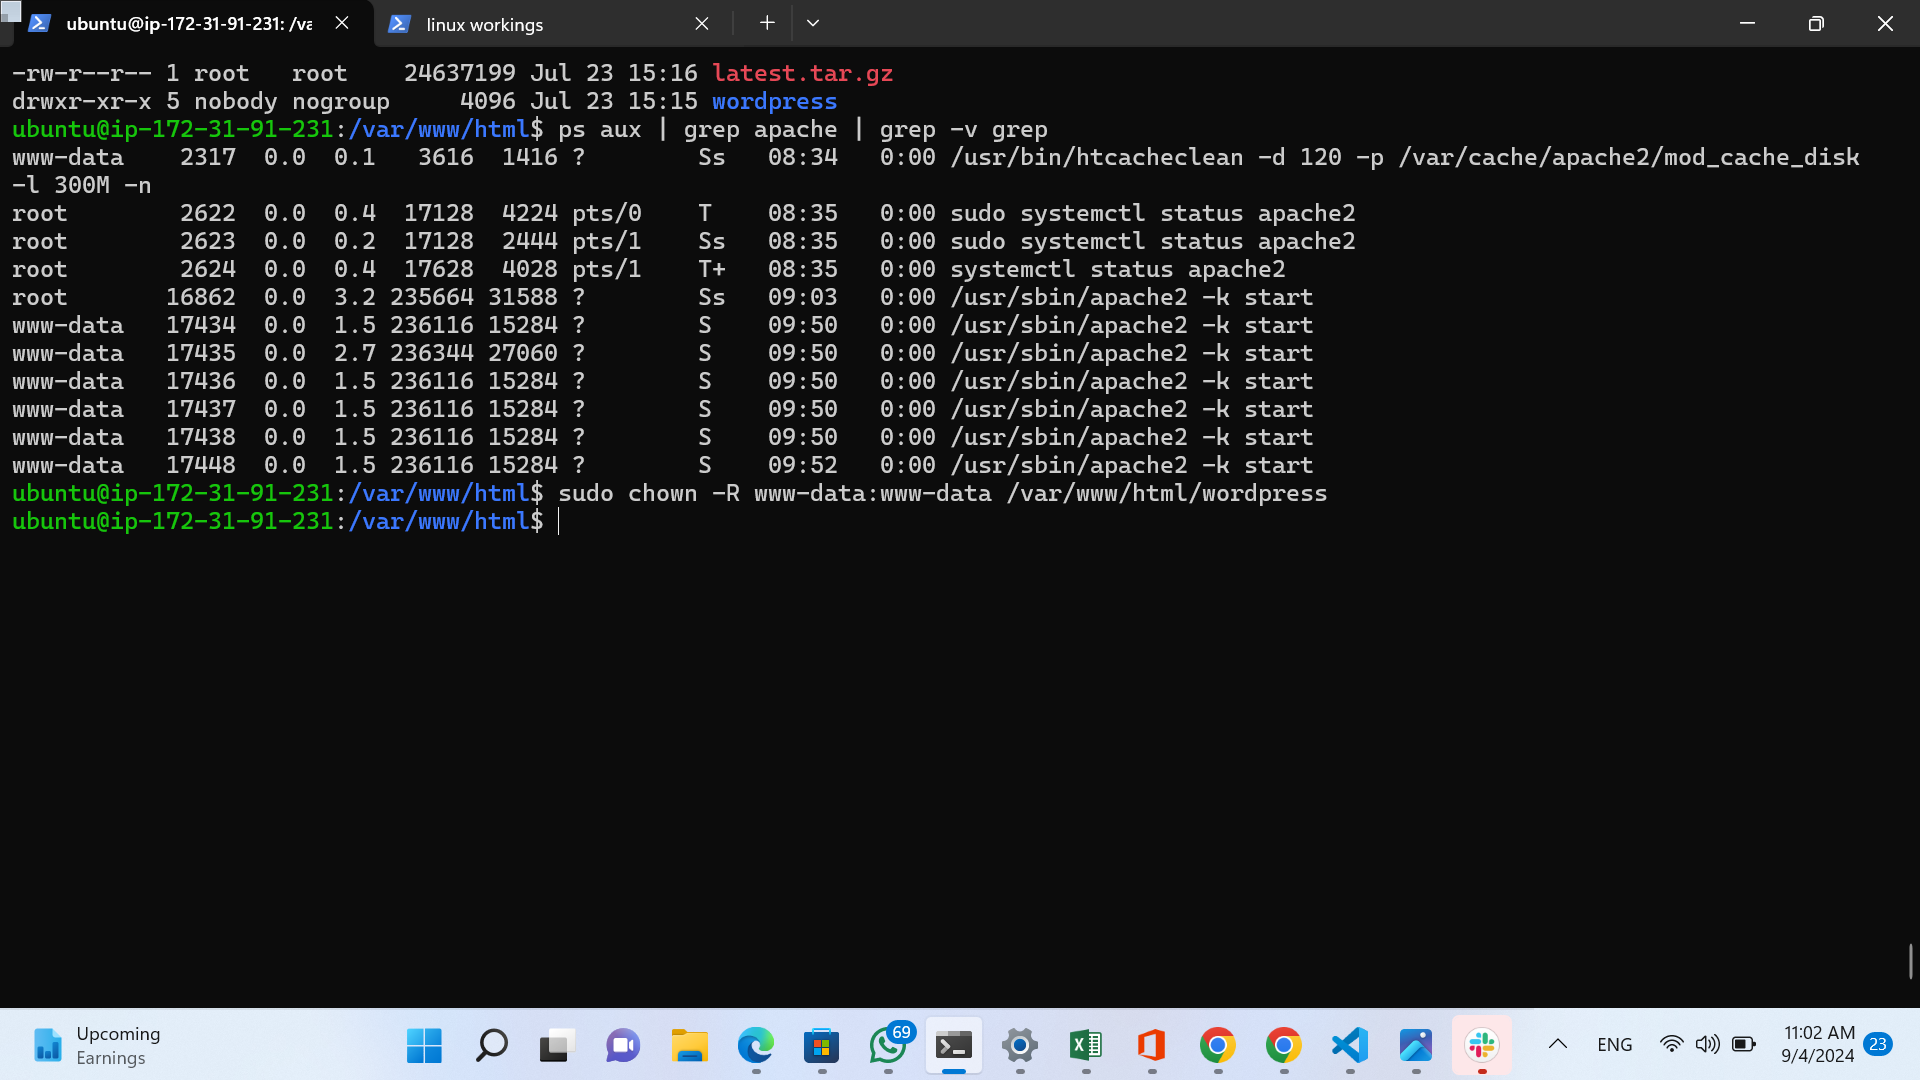 ubuntu@ip-172-31-91-231: /va
linux workings
-rw-r--r-- 1 root   root    24637199 Jul 23 15:16 latest.tar.gz
drwxr-xr-x 5 nobody nogroup     4096 Jul 23 15:15 wordpress
ubuntu@ip-172-31-91-231:/var/www/html$ ps aux | grep apache | grep -v grep
www-data    2317  0.0  0.1   3616  1416 ?        Ss   08:34   0:00 /usr/bin/htcacheclean -d 120 -p /var/cache/apache2/mod_cache_disk
-l 300M -n
root        2622  0.0  0.4  17128  4224 pts/0    T    08:35   0:00 sudo systemctl status apache2
root        2623  0.0  0.2  17128  2444 pts/1    Ss   08:35   0:00 sudo systemctl status apache2
root        2624  0.0  0.4  17628  4028 pts/1    T+   08:35   0:00 systemctl status apache2
root       16862  0.0  3.2 235664 31588 ?        Ss   09:03   0:00 /usr/sbin/apache2 -k start
www-data   17434  0.0  1.5 236116 15284 ?        S    09:50   0:00 /usr/sbin/apache2 -k start
www-data   17435  0.0  2.7 236344 27060 ?        S    09:50   0:00 /usr/sbin/apache2 -k start
www-data   17436  0.0  1.5 236116 15284 ?        S    09:50   0:00 /usr/sbin/apache2 -k start
www-data   17437  0.0  1.5 236116 15284 ?        S    09:50   0:00 /usr/sbin/apache2 -k start
www-data   17438  0.0  1.5 236116 15284 ?        S    09:50   0:00 /usr/sbin/apache2 -k start
www-data   17448  0.0  1.5 236116 15284 ?        S    09:52   0:00 /usr/sbin/apache2 -k start
ubuntu@ip-172-31-91-231:/var/www/html$ sudo chown -R www-data:www-data /var/www/html/wordpress
ubuntu@ip-172-31-91-231:/var/www/html$
Upcoming
Earnings
69
ENG
11:02 AM
9/4/2024
23